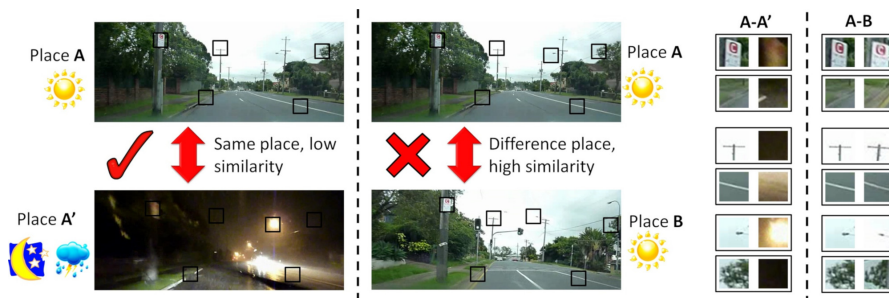 Place A
Same place, low
similarity
Place A'
Place A
Difference place,
high similarity
Place B
A-A'
A-B
C
C
C